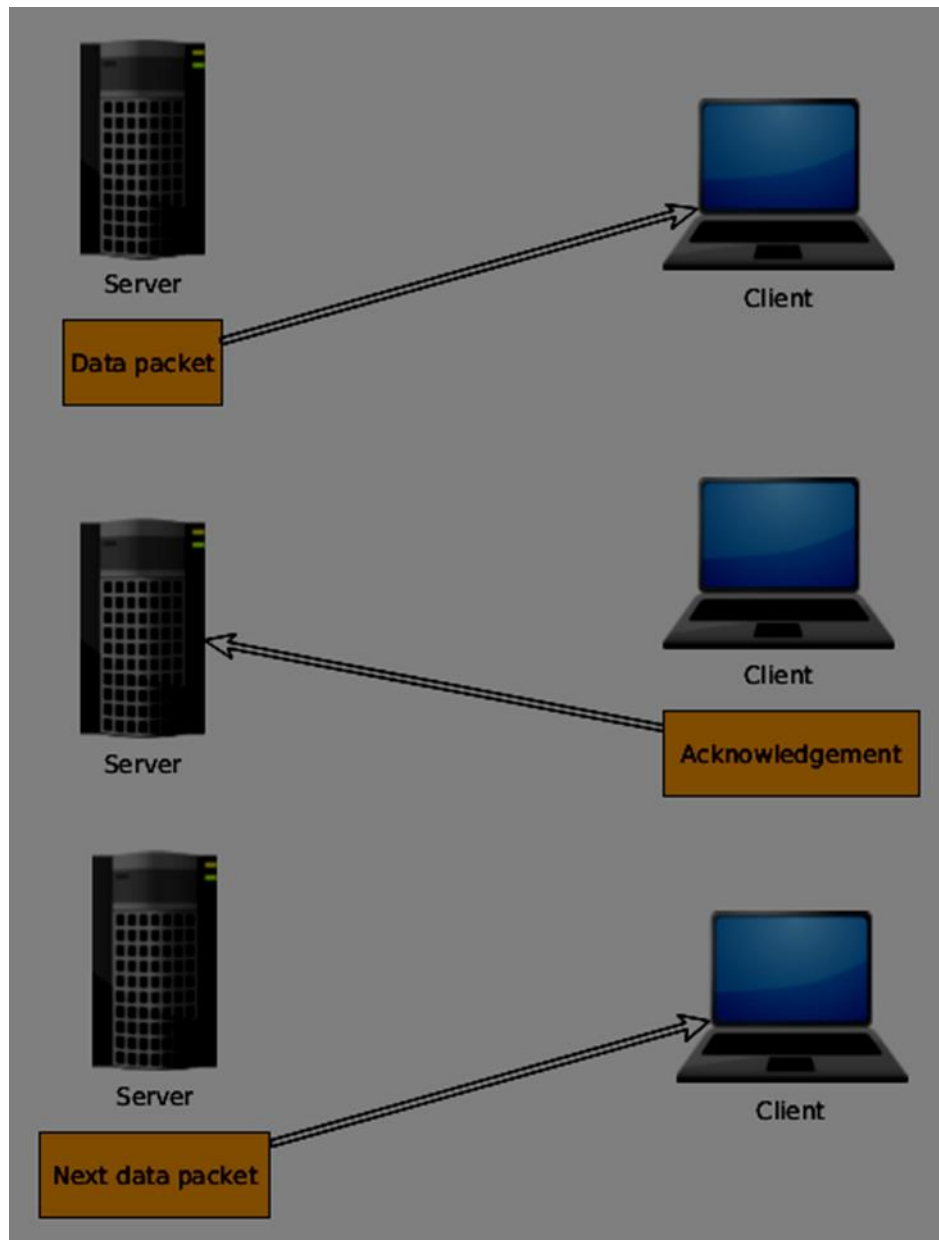 Server
Client
Data packet
Client
Server
Acknowledgement
Server
Client
Next data packet